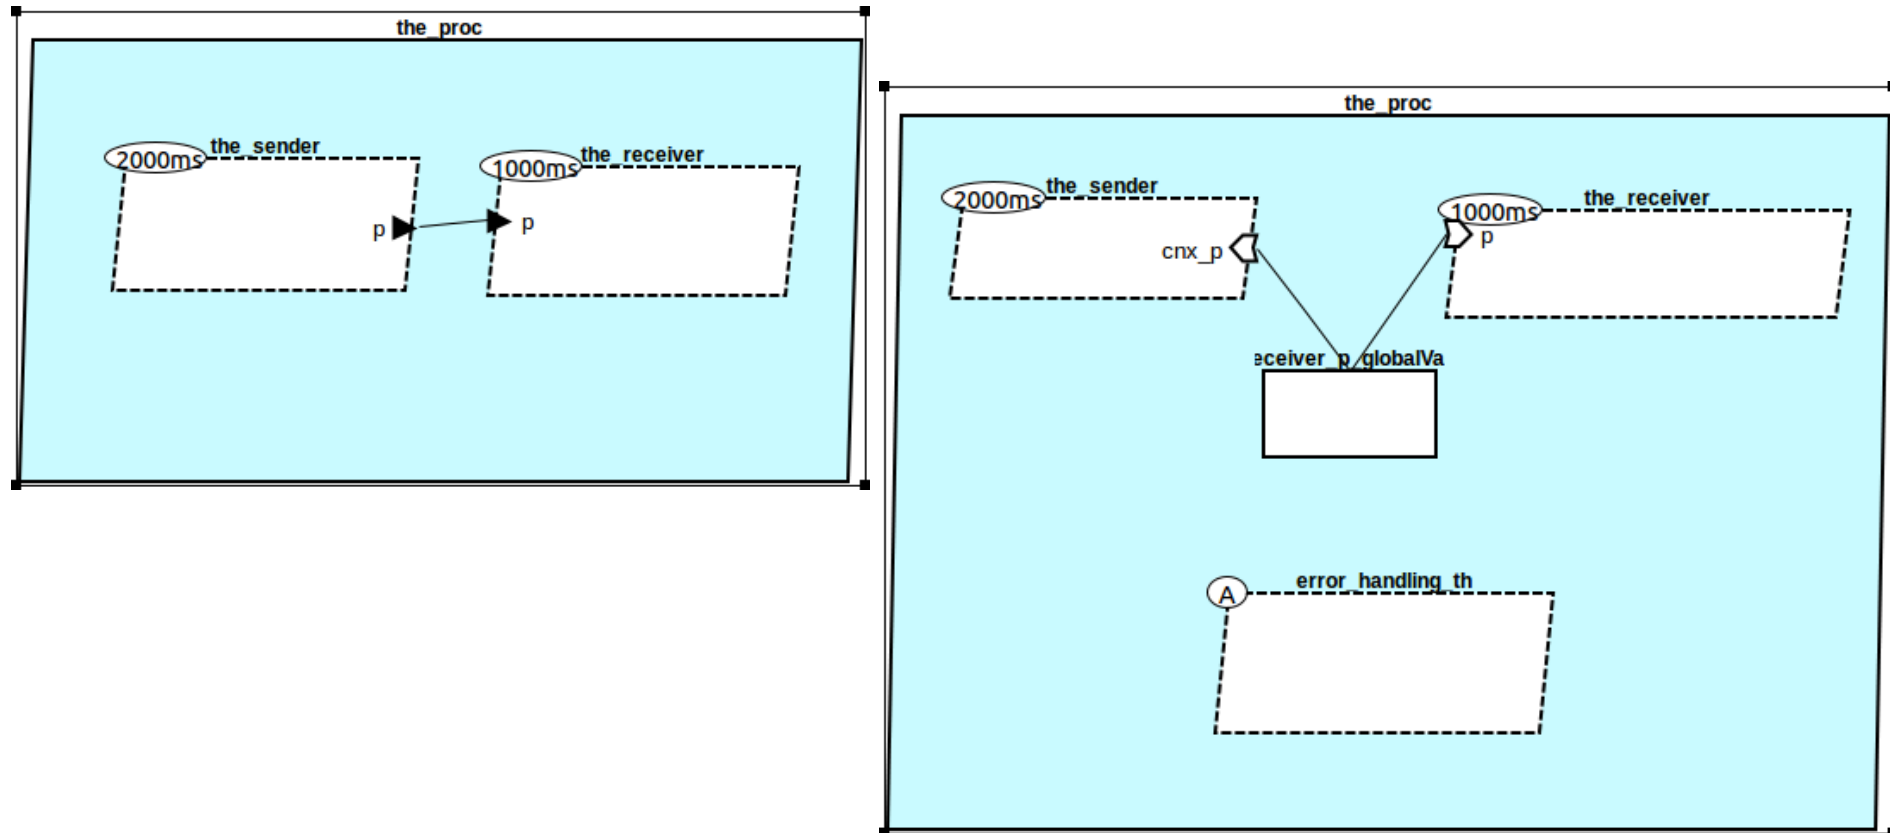 the_proc
2000ms the_sender
1000ms the_receiver
p
p
the_proc
2000ms the_sender
1000ms the_receiver
cnx_p
p
eceiver_p_globalVa
A error_handling_th